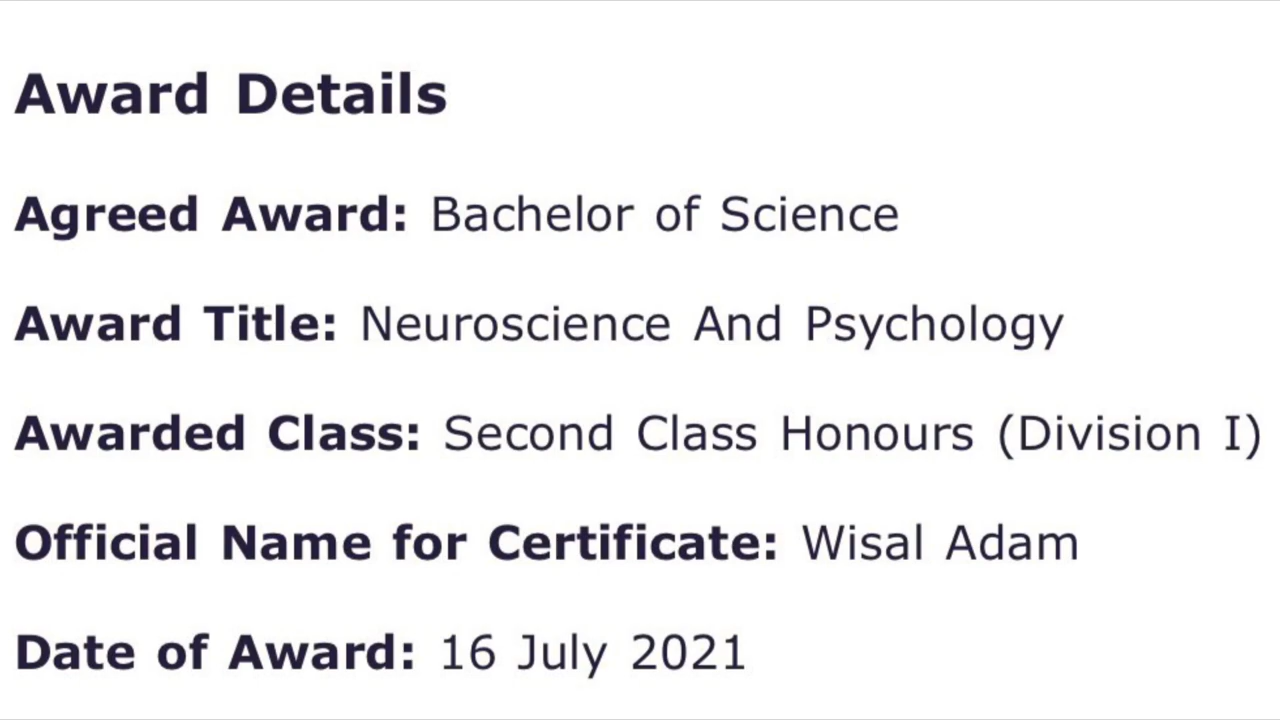 Award Details
Agreed Award: Bachelor of Science
Award Title: Neuroscience And Psychology
Awarded Class: Second Class Honours (Division I)
Official Name for Certificate: Wisal Adam
Date of Award: 16 July 2021